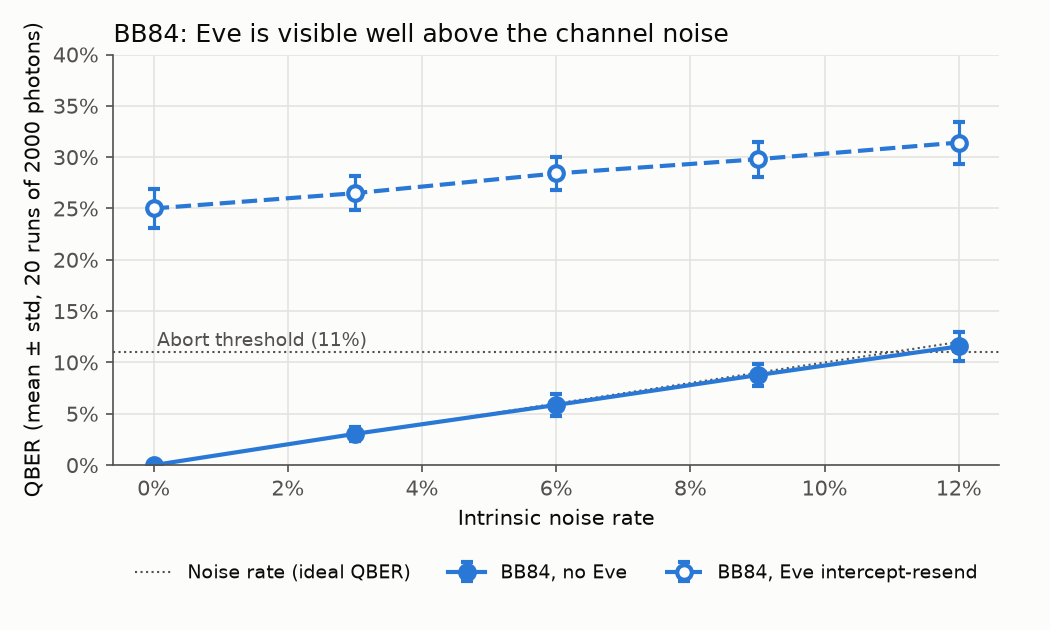 BB84: Eve is visible well above the channel noise
QBER (mean ± std, 20 runs of 2000 photons)
40%
35%
30%
25%
20%
15%
10%
5%
0%
Abort threshold (11%)
0% 2% 4% 6% 8% 10% 12%
Intrinsic noise rate
Noise rate (ideal QBER) BB84, no Eve BB84, Eve intercept-resend